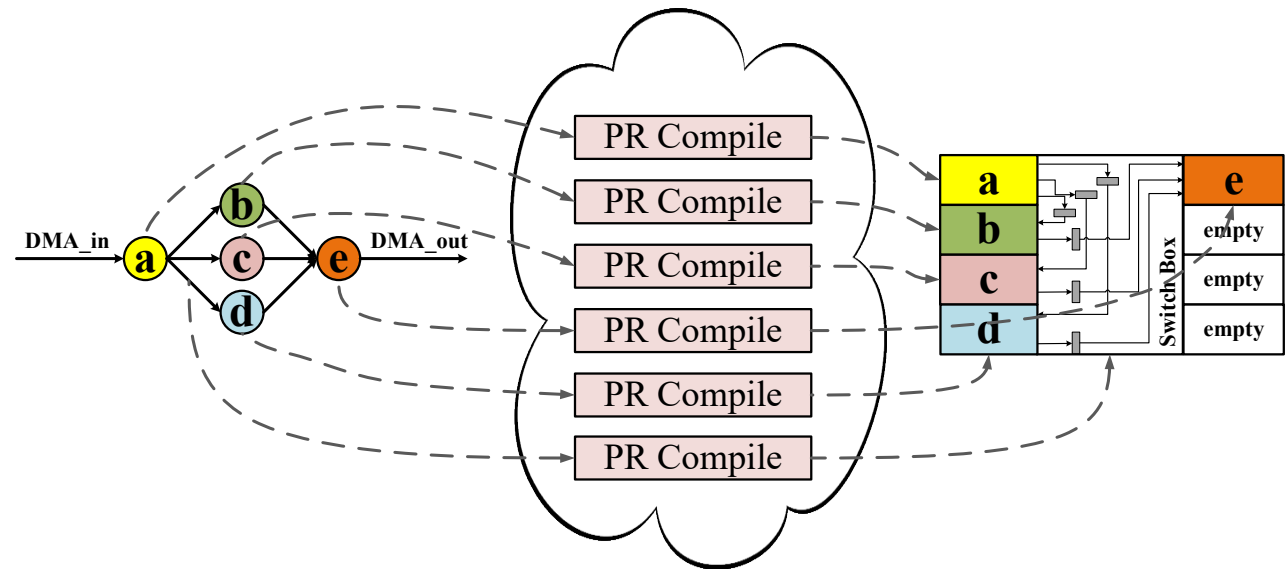 DMA_in
a
b
c
d
e
DMA_out
PR Compile
PR Compile
PR Compile
PR Compile
PR Compile
PR Compile
a
b
c
d
Switch Box
e
empty
empty
empty